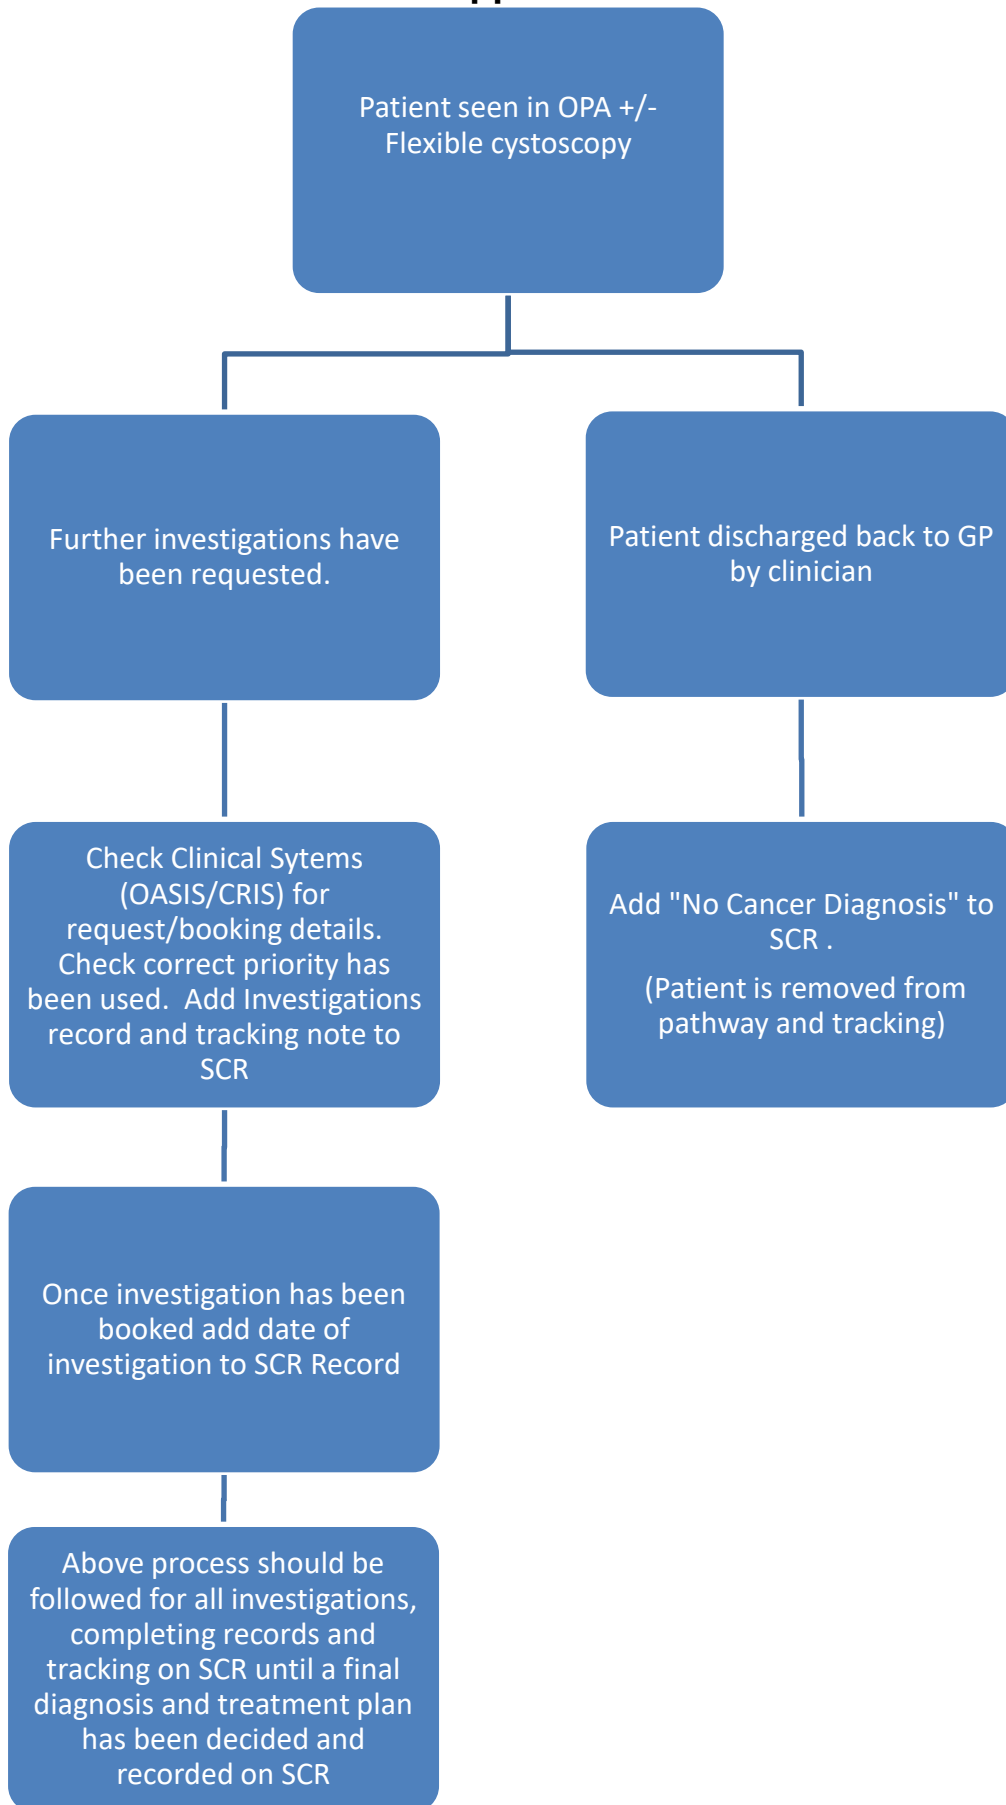 Patient seen in OPA +/-
Flexible cystoscopy
Further investigations have
been requested.
Patient discharged back to GP
by clinician
Check Clinical Sytems
(OASIS/CRIS) for
request/booking details.
Check correct priority has
been used.  Add Investigations
record and tracking note to
SCR
Add "No Cancer Diagnosis" to
SCR .
(Patient is removed from
pathway and tracking)
Once investigation has been
booked add date of
investigation to SCR Record
Above process should be
followed for all investigations,
completing records and
tracking on SCR until a final
diagnosis and treatment plan
has been decided and
recorded on SCR